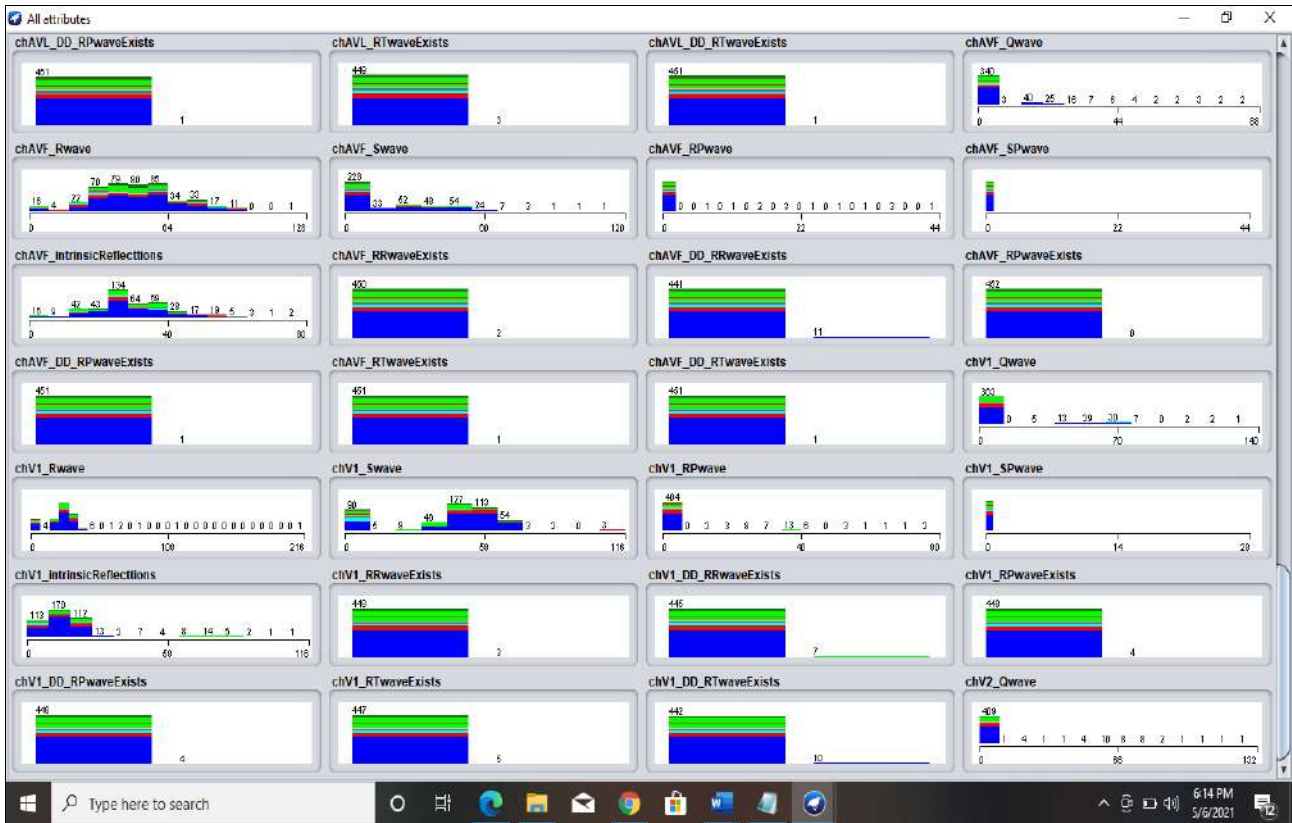 All attributes
chAVL_DD_RPwaveExists chAVL_RTwaveExists chAVL_DD_RTwaveExists chAVF_Qwave
451 449 451 340
3 40 25 16 7 6 4 2 2 3 2 2
1 3 1 0 44 88
chAVF_Rwave chAVF_Swave chAVF_RPwave chAVF_SPwave
70 79 80 85 228
16 4 22 34 33 17 11 0 0 1 33 62 48 54 24 7 3 1 1 1 0 0 1 0 1 0 2 0 3 0 1 0 1 0 1 0 3 0 0 1
0 64 128 0 60 120 0 22 44 0 22 44
chAVF_intrinsicReflecttions chAVF_RRwaveExists chAVF_DD_RRwaveExists chAVF_RPwaveExists
134 450 441 452
42 43 64 59 28 17 5 3 1 2
0 40 80 2 11 0
chAVF_DD_RPwaveExists chAVF_RTwaveExists chAVF_DD_RTwaveExists chV1_Qwave
451 451 451 303
0 5 13 39 30 7 0 2 2 1
1 1 1 0 70 140
chV1_Rwave chV1_Swave chV1_RPwave chV1_SPwave
90 127 113 404
4 6 0 1 2 0 1 0 0 0 1 0 0 0 0 0 0 0 0 0 0 0 0 1 9 54 3 3 0 3 0 3 3 8 7 13 6 0 3 1 1 1 3
0 108 216 0 116 0 40 80 0 14 28
chV1_intrinsicReflecttions chV1_RRwaveExists chV1_DD_RRwaveExists chV1_RPwaveExists
113 170 112 449 445 448
13 3 7 4 8 14 5 2 1 1
0 116 3 7 4
chV1_DD_RPwaveExists chV1_RTwaveExists chV1_DD_RTwaveExists chV2_Qwave
448 447 442 409
1 4 1 1 4 10 8 8 2 1 1 1 1
4 5 10 0 66 132
Type here to search
6:14 PM
5/6/2021
12